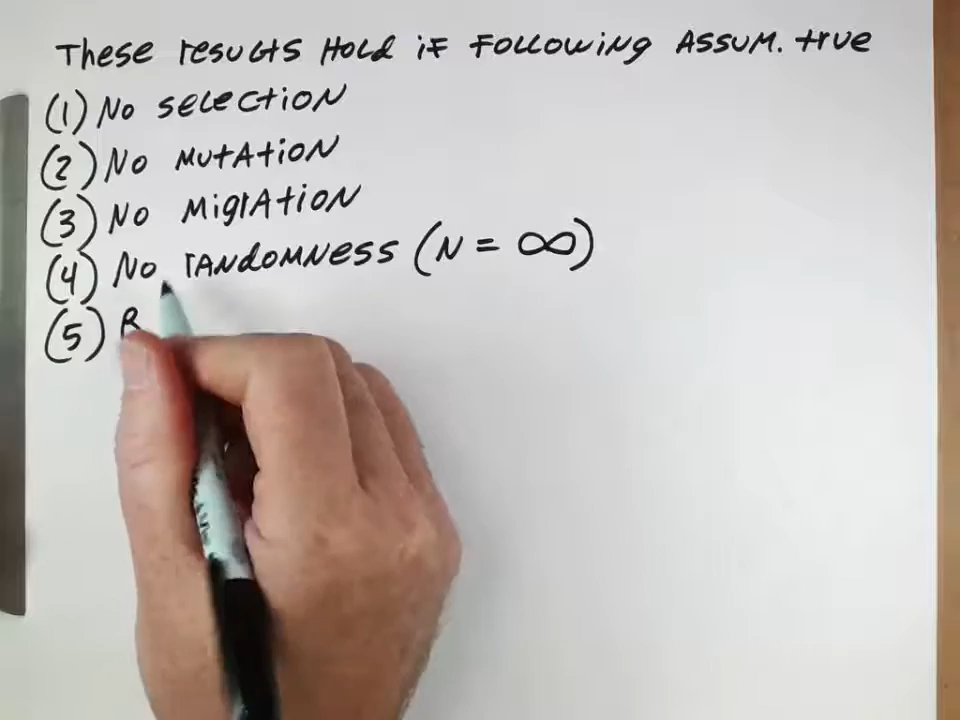 These results Hold if Following Assum. true
(1) No selection
(2) No Mutation
(3) No Migration
(4) No randomness (N = ∞)
(5) R